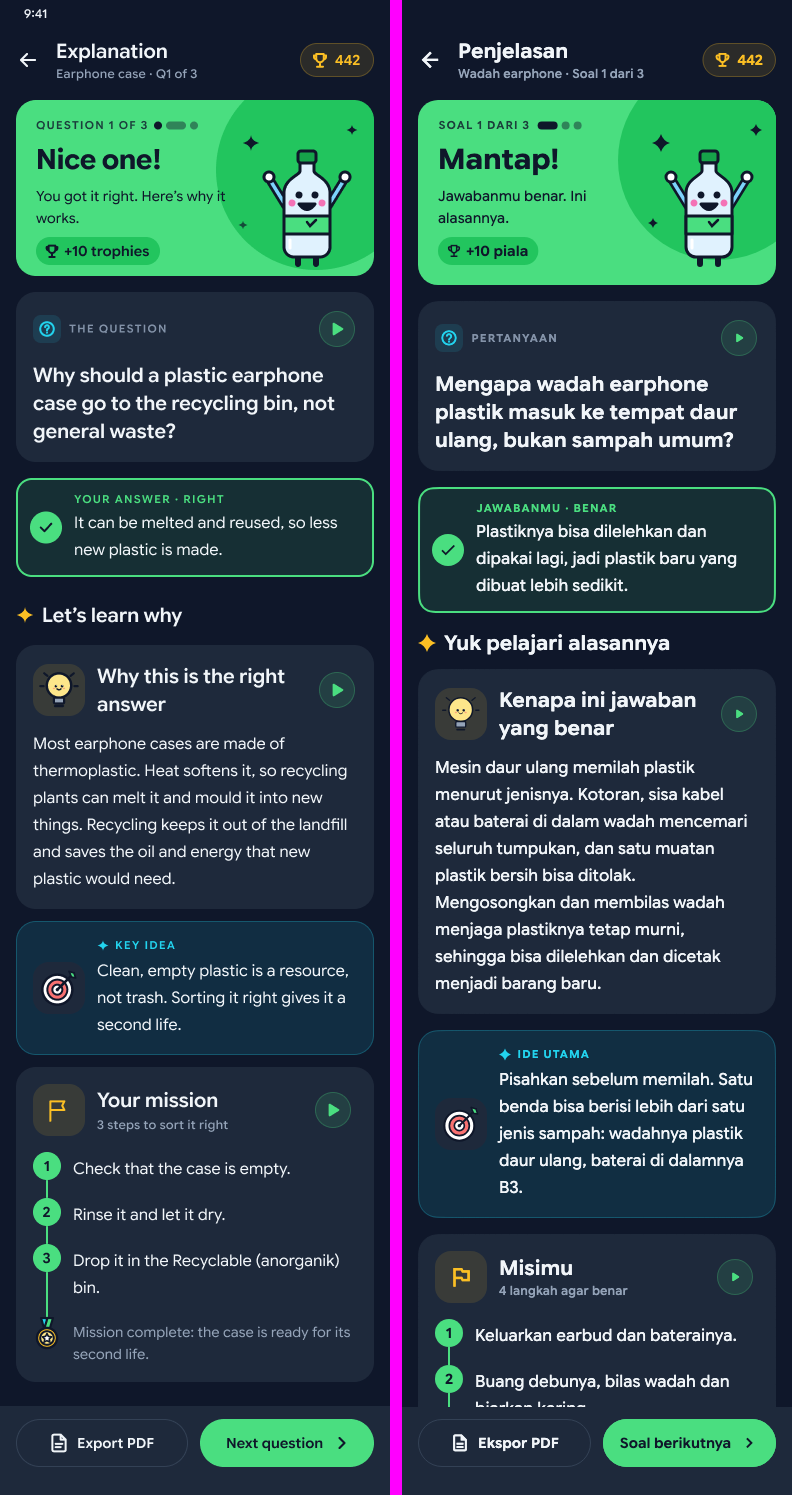 9:41
Explanation
Earphone case · Q1 of 3
442
QUESTION 1 OF 3
Nice one!
You got it right. Here’s why it
works.
+10 trophies
THE QUESTION
Why should a plastic earphone
case go to the recycling bin, not
general waste?
YOUR ANSWER · RIGHT
It can be melted and reused, so less
new plastic is made.
Let’s learn why
Why this is the right
answer
Most earphone cases are made of
thermoplastic. Heat softens it, so recycling
plants can melt it and mould it into new
things. Recycling keeps it out of the landfill
and saves the oil and energy that new
plastic would need.
KEY IDEA
Clean, empty plastic is a resource,
not trash. Sorting it right gives it a
second life.
Your mission
3 steps to sort it right
1 Check that the case is empty.
2 Rinse it and let it dry.
3 Drop it in the Recyclable (anorganik)
bin.
Mission complete: the case is ready for its
second life.
Export PDF
Next question
Penjelasan
Wadah earphone · Soal 1 dari 3
442
SOAL 1 DARI 3
Mantap!
Jawabanmu benar. Ini
alasannya.
+10 piala
PERTANYAAN
Mengapa wadah earphone
plastik masuk ke tempat daur
ulang, bukan sampah umum?
JAWABANMU · BENAR
Plastiknya bisa dilelehkan dan
dipakai lagi, jadi plastik baru yang
dibuat lebih sedikit.
Yuk pelajari alasannya
Kenapa ini jawaban
yang benar
Mesin daur ulang memilah plastik
menurut jenisnya. Kotoran, sisa kabel
atau baterai di dalam wadah mencemari
seluruh tumpukan, dan satu muatan
plastik bersih bisa ditolak.
Mengosongkan dan membilas wadah
menjaga plastiknya tetap murni,
sehingga bisa dilelehkan dan dicetak
menjadi barang baru.
IDE UTAMA
Pisahkan sebelum memilah. Satu
benda bisa berisi lebih dari satu
jenis sampah: wadahnya plastik
daur ulang, baterai di dalamnya
B3.
Misimu
4 langkah agar benar
1 Keluarkan earbud dan baterainya.
2 Buang debunya, bilas wadah dan
biarkan kering.
Ekspor PDF
Soal berikutnya